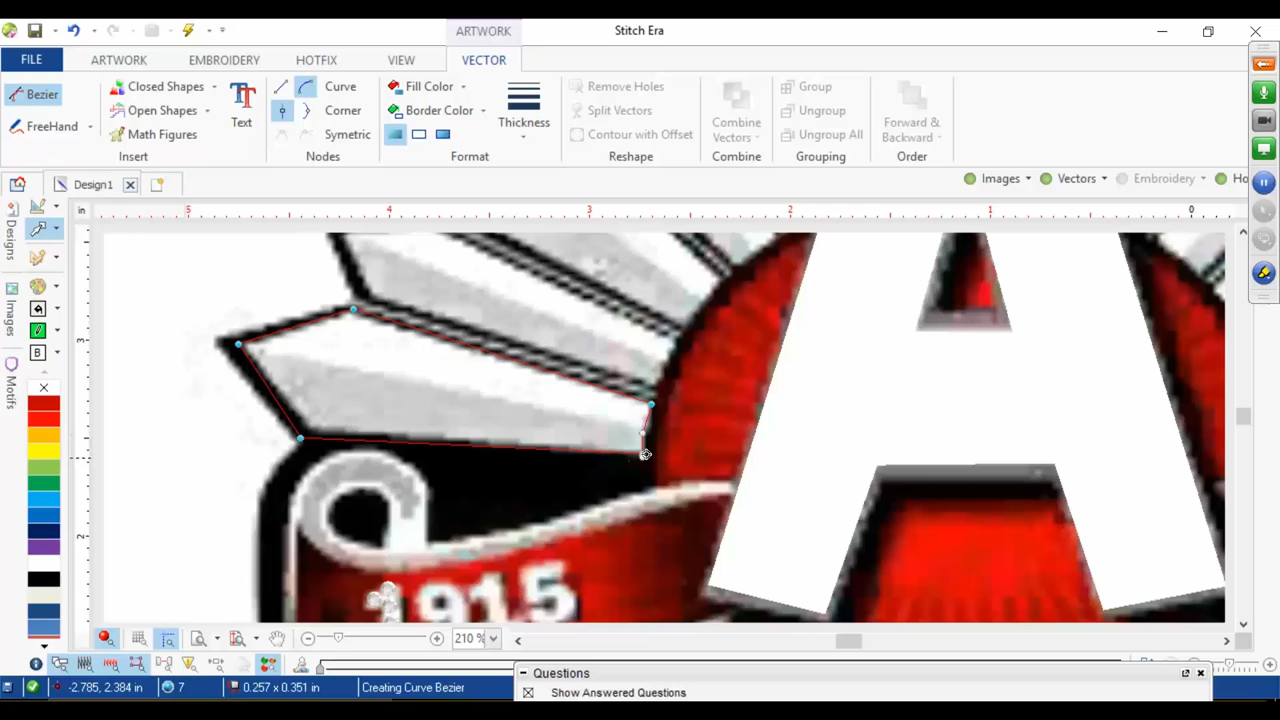 ARTWORK
Stitch Era
FILE ARTWORK EMBROIDERY HOTFIX VIEW VECTOR
Bezier Closed Shapes Text Curve Fill Color Thickness Remove Holes Combine Vectors Group Forward & Backward
FreeHand Open Shapes Corner Border Color Split Vectors Ungroup
Math Figures Symetric Contour with Offset Ungroup All
Insert Nodes Format Reshape Combine Grouping Order
Design1 Images Vectors Embroidery Ho
in 5 4 3 2 1 0
Designs
Images
Motifs
B
3
2
A
1915
210 %
Questions
Show Answered Questions
-2.785, 2.384 in 7 0.257 x 0.351 in Creating Curve Bezier